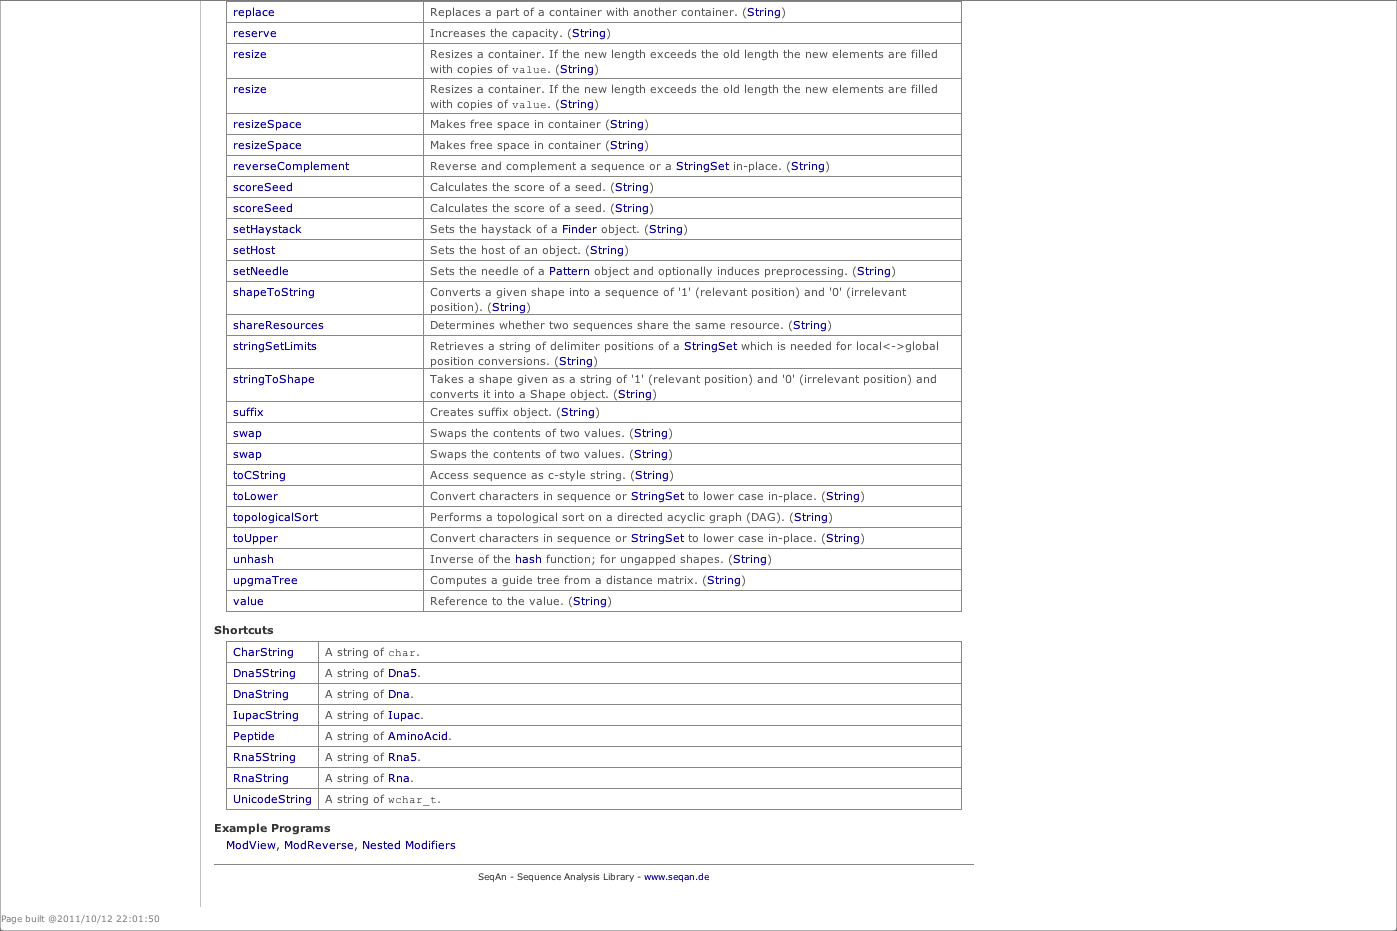 replace Replaces a part of a container with another container. (String)
reserve Increases the capacity. (String)
resize Resizes a container. If the new length exceeds the old length the new elements are filled
with copies of value. (String)
resize Resizes a container. If the new length exceeds the old length the new elements are filled
with copies of value. (String)
resizeSpace Makes free space in container (String)
resizeSpace Makes free space in container (String)
reverseComplement Reverse and complement a sequence or a StringSet in-place. (String)
scoreSeed Calculates the score of a seed. (String)
scoreSeed Calculates the score of a seed. (String)
setHaystack Sets the haystack of a Finder object. (String)
setHost Sets the host of an object. (String)
setNeedle Sets the needle of a Pattern object and optionally induces preprocessing. (String)
shapeToString Converts a given shape into a sequence of '1' (relevant position) and '0' (irrelevant
position). (String)
shareResources Determines whether two sequences share the same resource. (String)
stringSetLimits Retrieves a string of delimiter positions of a StringSet which is needed for local<->global
position conversions. (String)
stringToShape Takes a shape given as a string of '1' (relevant position) and '0' (irrelevant position) and
converts it into a Shape object. (String)
suffix Creates suffix object. (String)
swap Swaps the contents of two values. (String)
swap Swaps the contents of two values. (String)
toCString Access sequence as c-style string. (String)
toLower Convert characters in sequence or StringSet to lower case in-place. (String)
topologicalSort Performs a topological sort on a directed acyclic graph (DAG). (String)
toUpper Convert characters in sequence or StringSet to lower case in-place. (String)
unhash Inverse of the hash function; for ungapped shapes. (String)
upgmaTree Computes a guide tree from a distance matrix. (String)
value Reference to the value. (String)
Shortcuts
CharString A string of char.
Dna5String A string of Dna5.
DnaString A string of Dna.
IupacString A string of Iupac.
Peptide A string of AminoAcid.
Rna5String A string of Rna5.
RnaString A string of Rna.
UnicodeString A string of wchar_t.
Example Programs
ModView, ModReverse, Nested Modifiers
SeqAn - Sequence Analysis Library - www.seqan.de
Page built @2011/10/12 22:01:50